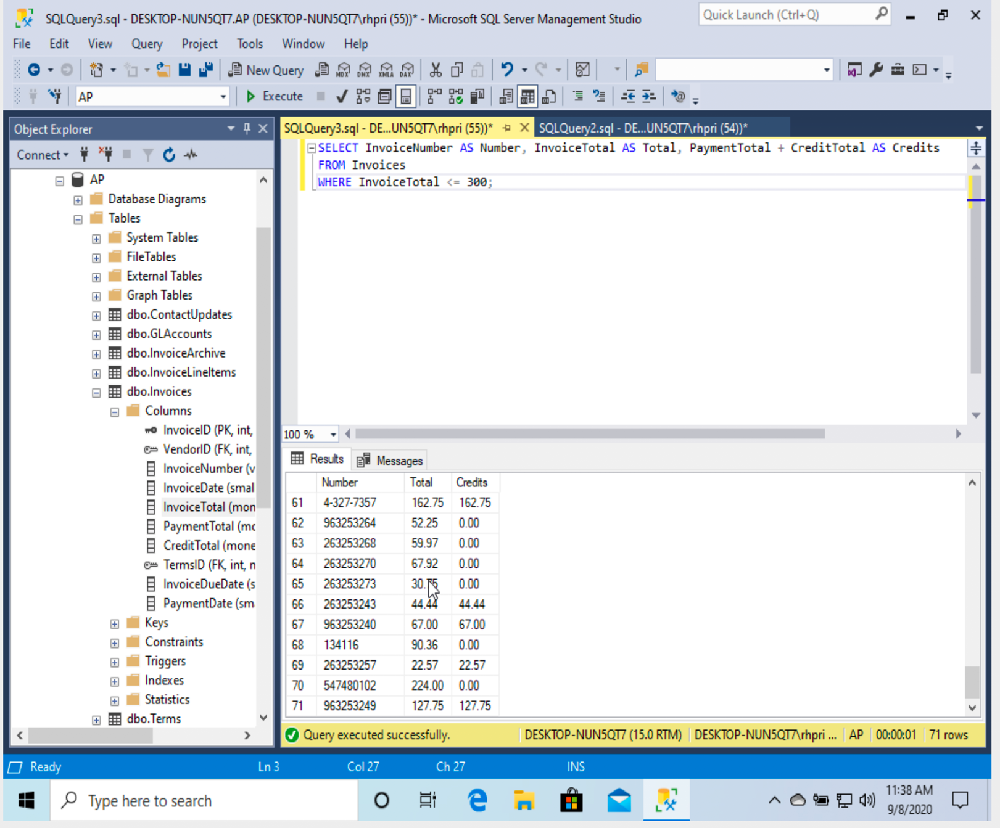 SQLQuery3.sql - DESKTOP-NUN5QT7.AP (DESKTOP-NUN5QT7\rhpri (55))* - Microsoft SQL Server Management Studio
Quick Launch (Ctrl+Q)
File Edit View Query Project Tools Window Help
New Query MDX DMX XMLA DAX
AP Execute
Object Explorer
SQLQuery3.sql - DE...UN5QT7\rhpri (55))* SQLQuery2.sql - DE...UN5QT7\rhpri (54))*
Connect
AP
Database Diagrams
Tables
System Tables
FileTables
External Tables
Graph Tables
dbo.ContactUpdates
dbo.GLAccounts
dbo.InvoiceArchive
dbo.InvoiceLineItems
dbo.Invoices
Columns
InvoiceID (PK, int,
VendorID (FK, int,
InvoiceNumber (v
InvoiceDate (smal
InvoiceTotal (mon
PaymentTotal (mo
CreditTotal (mone
TermsID (FK, int, n
InvoiceDueDate (s
PaymentDate (sm
Keys
Constraints
Triggers
Indexes
Statistics
dbo.Terms
SELECT InvoiceNumber AS Number, InvoiceTotal AS Total, PaymentTotal + CreditTotal AS Credits
FROM Invoices
WHERE InvoiceTotal <= 300;
100 %
Results Messages
Number Total Credits
61 4-327-7357 162.75 162.75
62 963253264 52.25 0.00
63 263253268 59.97 0.00
64 263253270 67.92 0.00
65 263253273 30.75 0.00
66 263253243 44.44 44.44
67 963253240 67.00 67.00
68 134116 90.36 0.00
69 263253257 22.57 22.57
70 547480102 224.00 0.00
71 963253249 127.75 127.75
Query executed successfully. DESKTOP-NUN5QT7 (15.0 RTM) DESKTOP-NUN5QT7\rhpri ... AP 00:00:01 71 rows
Ready Ln 3 Col 27 Ch 27 INS
Type here to search
11:38 AM
9/8/2020